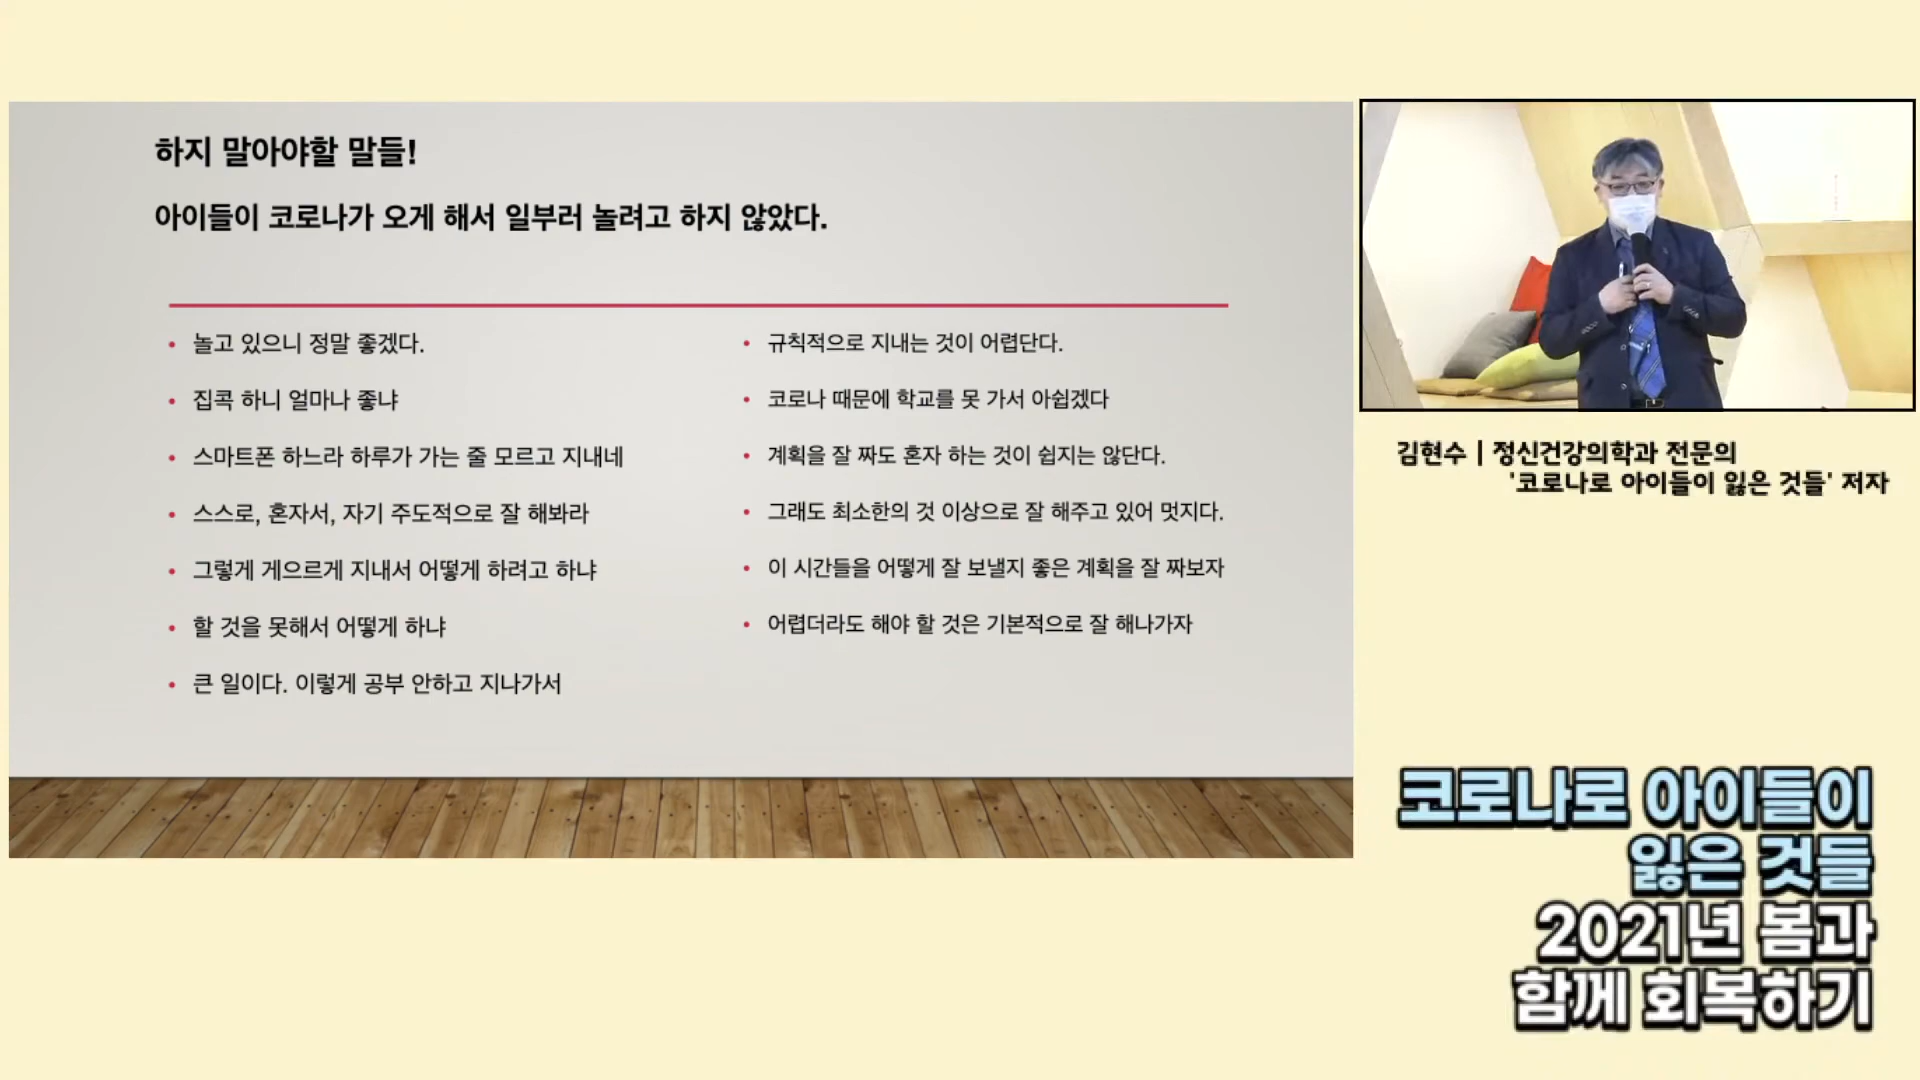 하지 말아야할 말들!
아이들이 코로나가 오게 해서 일부러 놀려고 하지 않았다.
• 놀고 있으니 정말 좋겠다.
• 집콕 하니 얼마나 좋냐
• 스마트폰 하느라 하루가 가는 줄 모르고 지내네
• 스스로, 혼자서, 자기 주도적으로 잘 해봐라
• 그렇게 게으르게 지내서 어떻게 하려고 하냐
• 할 것을 못해서 어떻게 하냐
• 큰 일이다. 이렇게 공부 안하고 지나가서
• 규칙적으로 지내는 것이 어렵단다.
• 코로나 때문에 학교를 못 가서 아쉽겠다
• 계획을 잘 짜도 혼자 하는 것이 쉽지는 않단다.
• 그래도 최소한의 것 이상으로 잘 해주고 있어 멋지다.
• 이 시간들을 어떻게 잘 보낼지 좋은 계획을 잘 짜보자
• 어렵더라도 해야 할 것은 기본적으로 잘 해나가자
김현수 | 정신건강의학과 전문의
'코로나로 아이들이 잃은 것들' 저자
코로나로 아이들이
잃은 것들
2021년 봄과
함께 회복하기